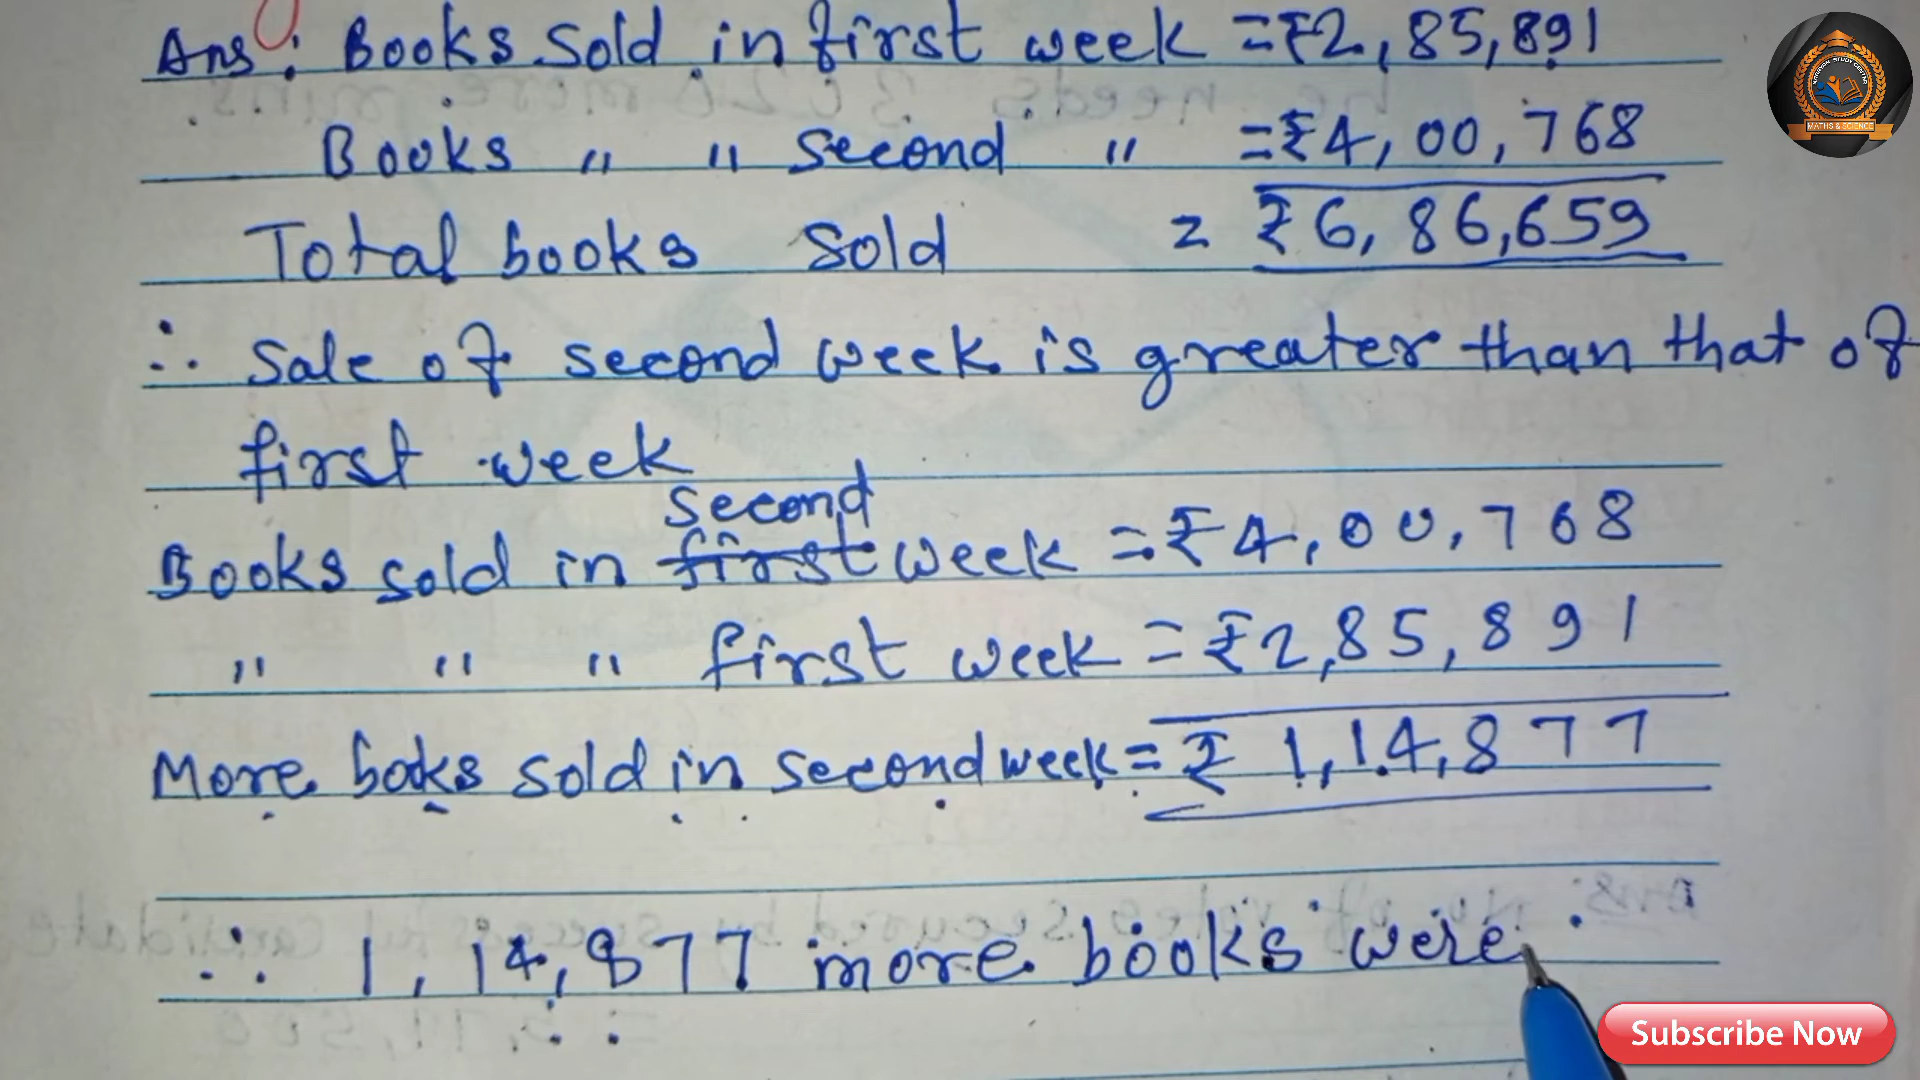 Ans: Books sold in first week = ₹2,85,891
Books " " second " = ₹4,00,768
Total books sold = ₹6,86,659
∴ Sale of second week is greater than that of
first week
second
Books sold in first week = ₹4,00,768
" " " first week = ₹2,85,891
More books sold in second week = ₹ 1,14,877
∴ 1,14,877 more books were
MATHS & SCIENCE
Subscribe Now